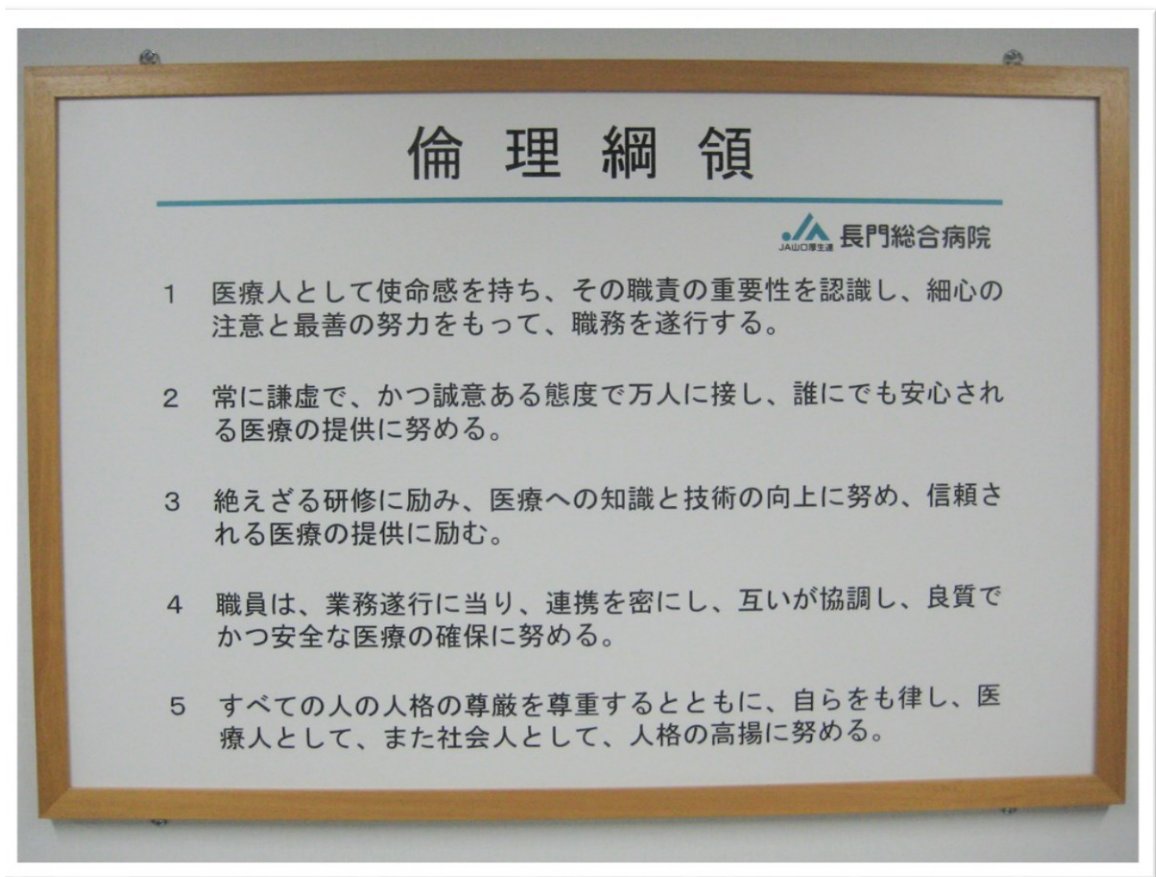 倫理綱領
JA山口厚生連 長門総合病院
1 医療人として使命感を持ち、その職責の重要性を認識し、細心の
注意と最善の努力をもって、職務を遂行する。
2 常に謙虚で、かつ誠意ある態度で万人に接し、誰にでも安心され
る医療の提供に努める。
3 絶えざる研修に励み、医療への知識と技術の向上に努め、信頼さ
れる医療の提供に励む。
4 職員は、業務遂行に当り、連携を密にし、互いが協調し、良質で
かつ安全な医療の確保に努める。
5 すべての人の人格の尊厳を尊重するとともに、自らをも律し、医
療人として、また社会人として、人格の高揚に努める。